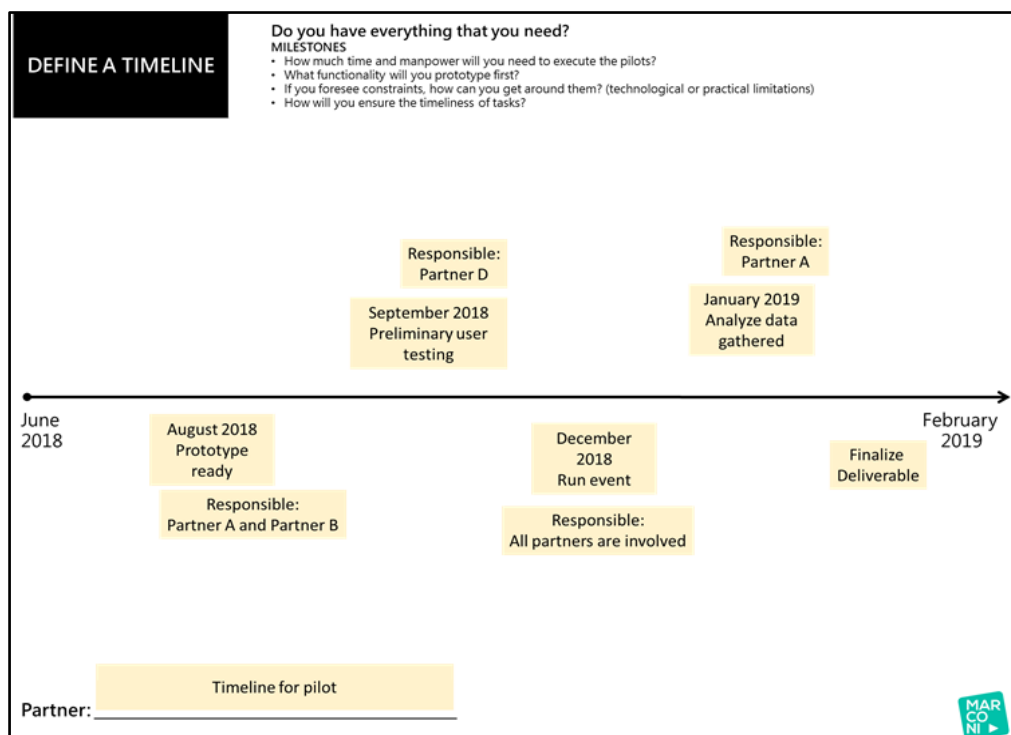 DEFINE A TIMELINE
Do you have everything that you need?
MILESTONES
• How much time and manpower will you need to execute the pilots?
• What functionality will you prototype first?
• If you foresee constraints, how can you get around them? (technological or practical limitations)
• How will you ensure the timeliness of tasks?
Responsible:
Partner D
September 2018
Preliminary user
testing
Responsible:
Partner A
January 2019
Analyze data
gathered
June
2018
August 2018
Prototype
ready
Responsible:
Partner A and Partner B
December
2018
Run event
Responsible:
All partners are involved
February
2019
Finalize
Deliverable
Timeline for pilot
Partner:
MAR
CO
NI